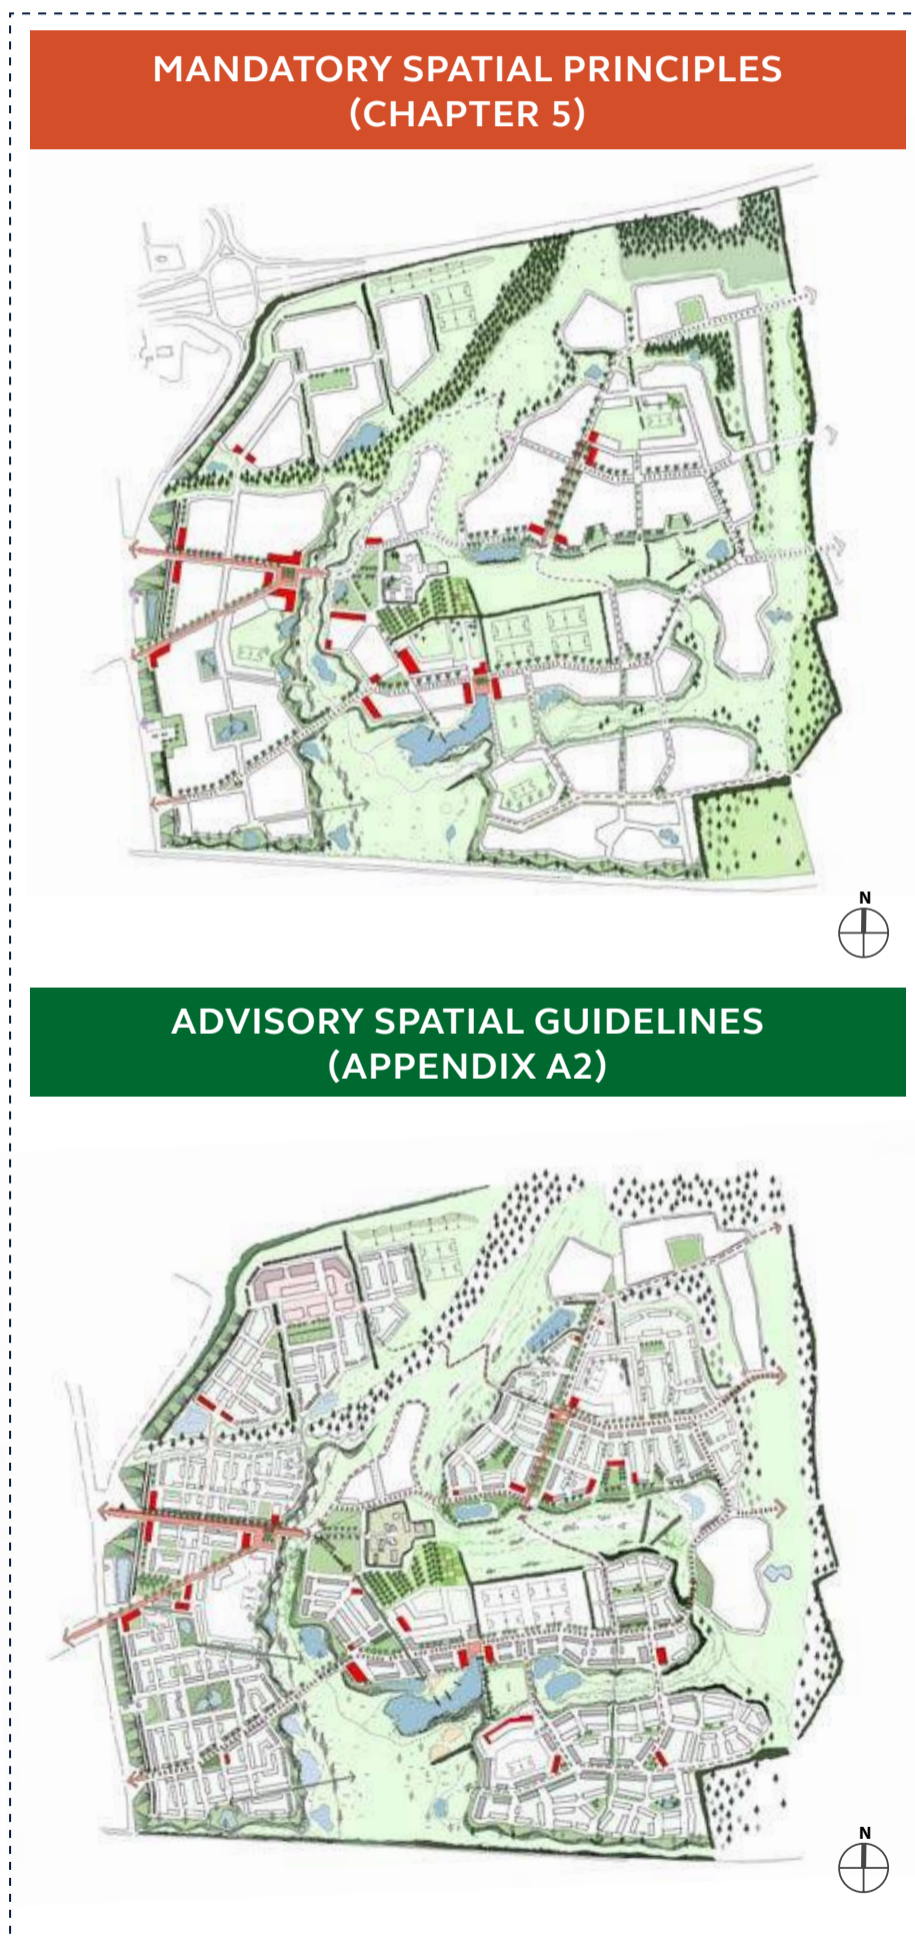 MANDATORY SPATIAL PRINCIPLES
(CHAPTER 5)
N
ADVISORY SPATIAL GUIDELINES
(APPENDIX A2)
N